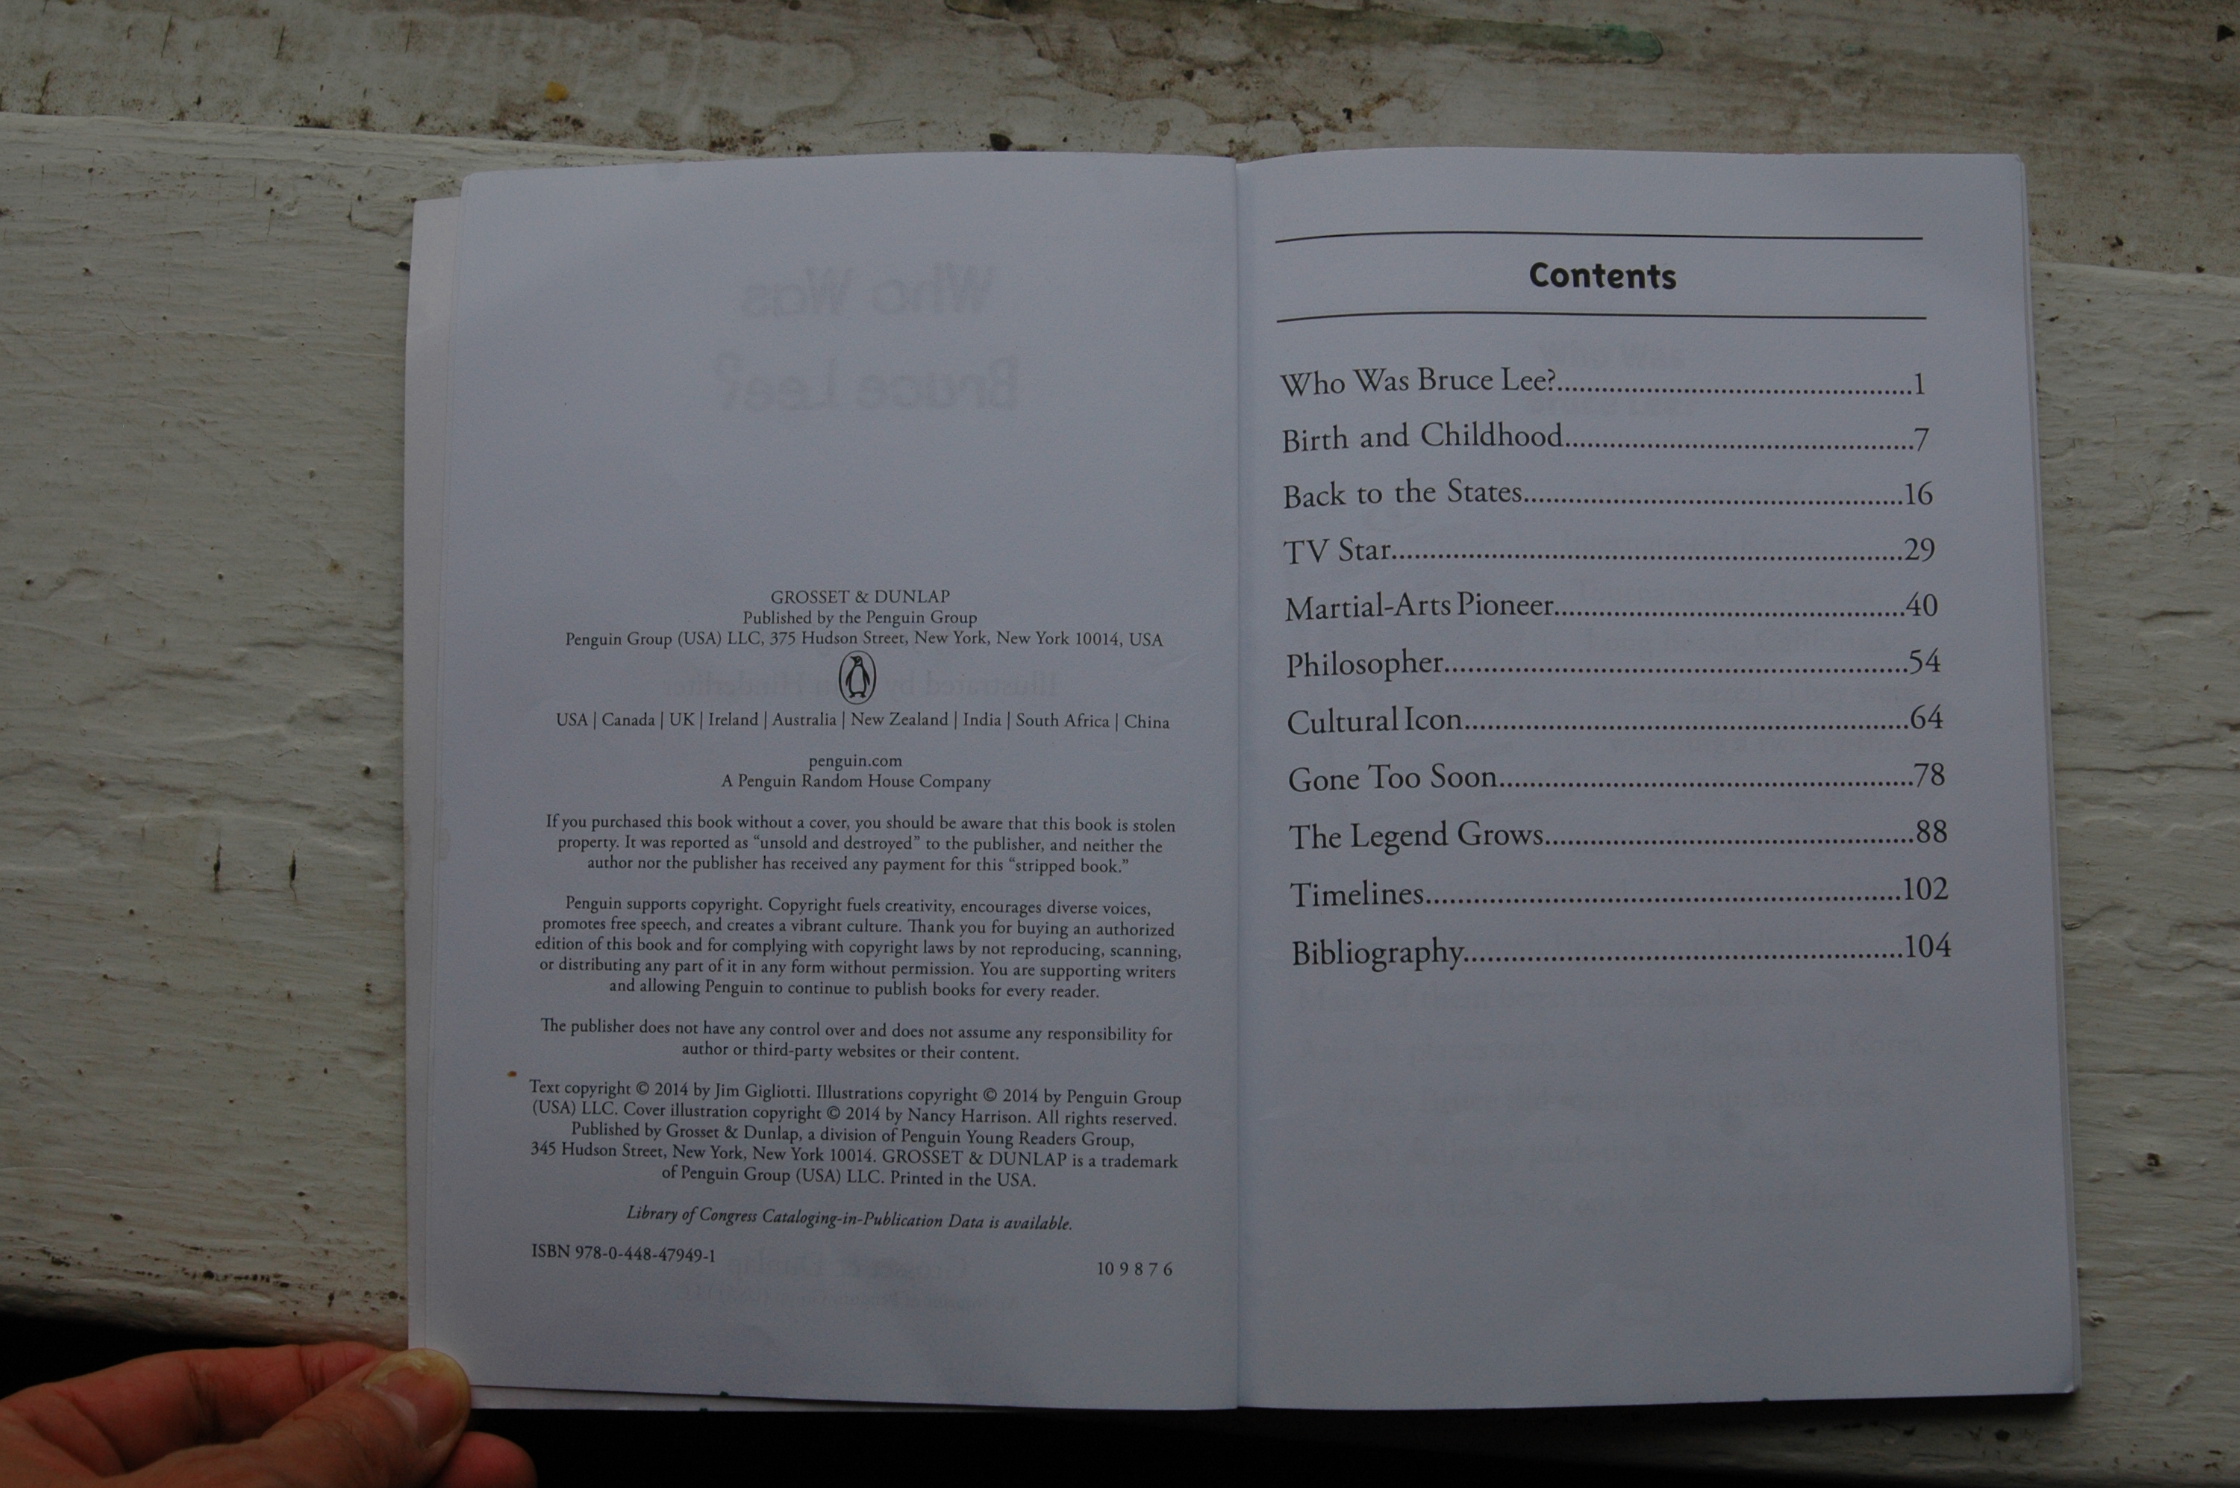 GROSSET & DUNLAP
Published by the Penguin Group
Penguin Group (USA) LLC, 375 Hudson Street, New York, New York 10014, USA
USA | Canada | UK | Ireland | Australia | New Zealand | India | South Africa | China
penguin.com
A Penguin Random House Company
If you purchased this book without a cover, you should be aware that this book is stolen
property. It was reported as “unsold and destroyed” to the publisher, and neither the
author nor the publisher has received any payment for this “stripped book.”
Penguin supports copyright. Copyright fuels creativity, encourages diverse voices,
promotes free speech, and creates a vibrant culture. Thank you for buying an authorized
edition of this book and for complying with copyright laws by not reproducing, scanning,
or distributing any part of it in any form without permission. You are supporting writers
and allowing Penguin to continue to publish books for every reader.
The publisher does not have any control over and does not assume any responsibility for
author or third-party websites or their content.
Text copyright © 2014 by Jim Gigliotti. Illustrations copyright © 2014 by Penguin Group
(USA) LLC. Cover illustration copyright © 2014 by Nancy Harrison. All rights reserved.
Published by Grosset & Dunlap, a division of Penguin Young Readers Group,
345 Hudson Street, New York, New York 10014. GROSSET & DUNLAP is a trademark
of Penguin Group (USA) LLC. Printed in the USA.
Library of Congress Cataloging-in-Publication Data is available.
ISBN 978-0-448-47949-1
10 9 8 7 6
Contents
Who Was Bruce Lee?..........1
Birth and Childhood..........7
Back to the States..........16
TV Star..........29
Martial-Arts Pioneer..........40
Philosopher..........54
Cultural Icon..........64
Gone Too Soon..........78
The Legend Grows..........88
Timelines..........102
Bibliography..........104